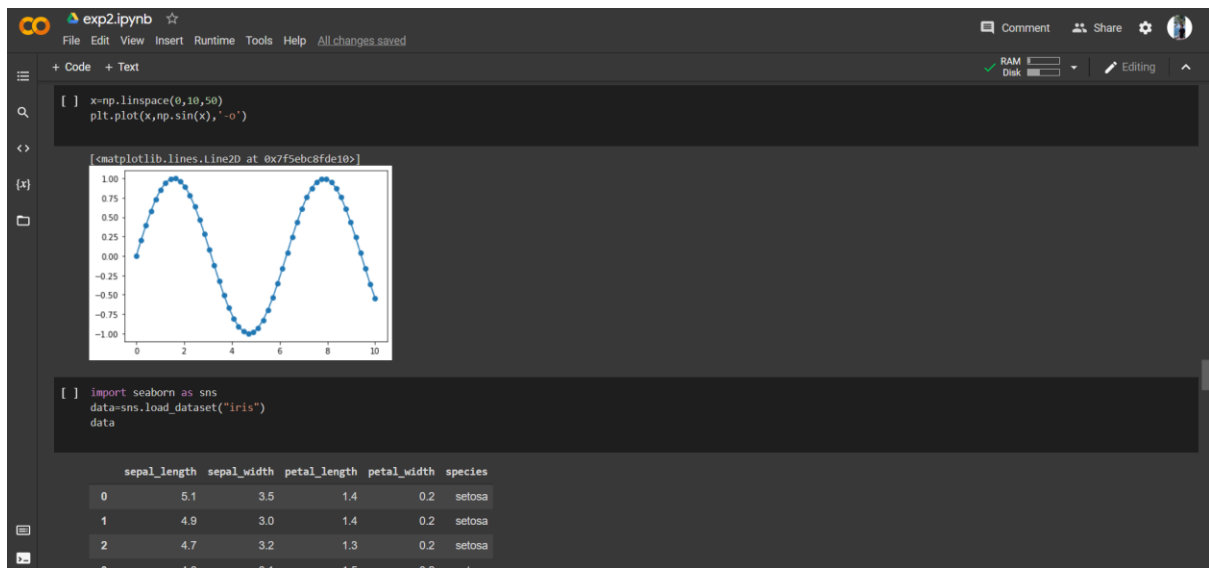 exp2.ipynb
Comment
Share
File Edit View Insert Runtime Tools Help All changes saved
+ Code + Text
RAM
Disk
Editing
[ ] x=np.linspace(0,10,50)
plt.plot(x,np.sin(x),'-o')
[<matplotlib.lines.Line2D at 0x7f5ebc8fde10>]
1.00
0.75
0.50
0.25
0.00
−0.25
−0.50
−0.75
−1.00
0 2 4 6 8 10
[ ] import seaborn as sns
data=sns.load_dataset("iris")
data
sepal_length sepal_width petal_length petal_width species
0 5.1 3.5 1.4 0.2 setosa
1 4.9 3.0 1.4 0.2 setosa
2 4.7 3.2 1.3 0.2 setosa